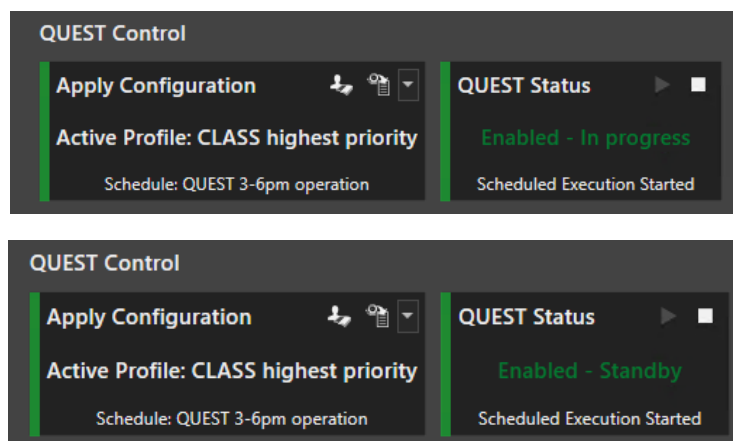 QUEST Control
Apply Configuration
Active Profile: CLASS highest priority
Schedule: QUEST 3-6pm operation
QUEST Status
Enabled - In progress
Scheduled Execution Started
QUEST Control
Apply Configuration
Active Profile: CLASS highest priority
Schedule: QUEST 3-6pm operation
QUEST Status
Enabled - Standby
Scheduled Execution Started